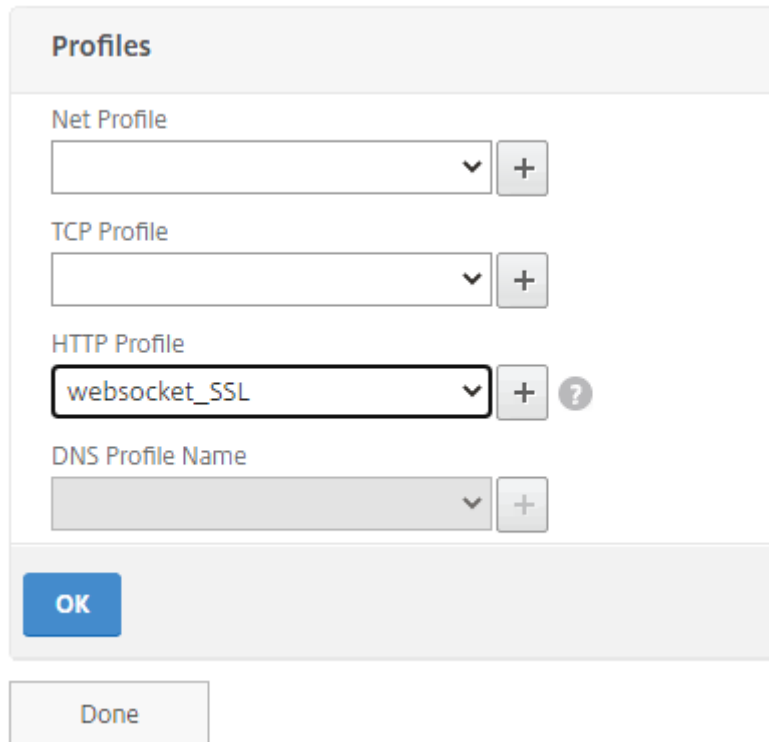 Profiles
Net Profile
+
TCP Profile
+
HTTP Profile
websocket_SSL
+ ?
DNS Profile Name
+
OK
Done